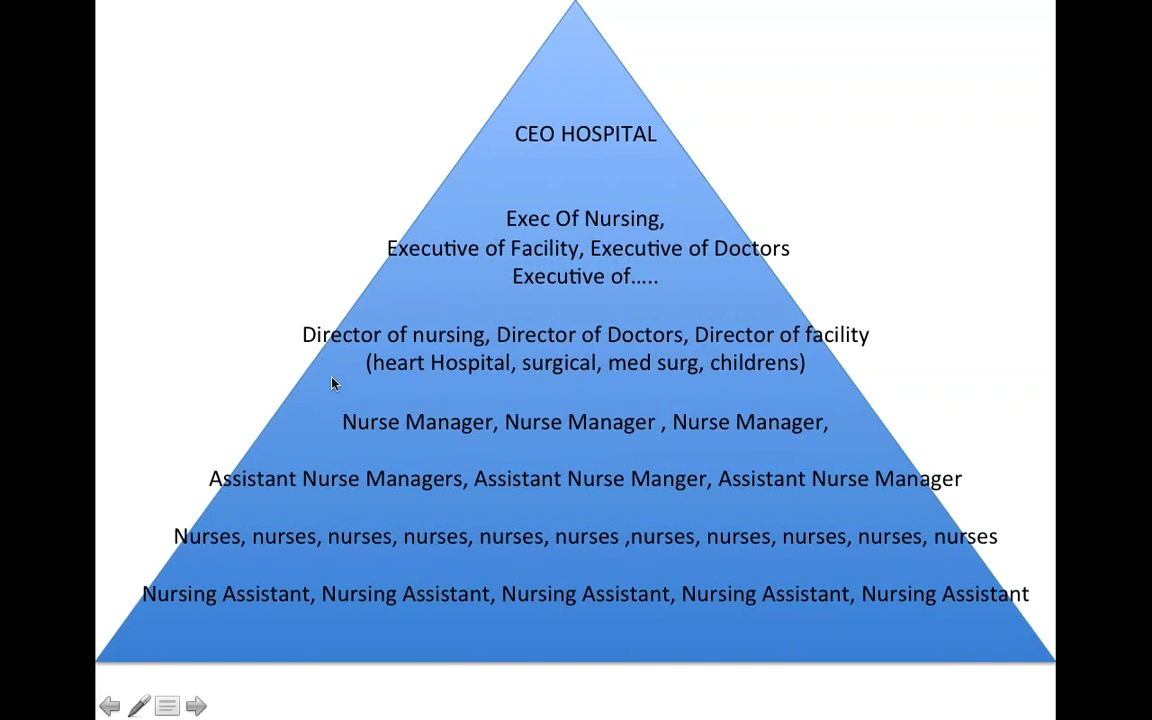 CEO HOSPITAL
Exec Of Nursing,
Executive of Facility, Executive of Doctors
Executive of…..
Director of nursing, Director of Doctors, Director of facility
(heart Hospital, surgical, med surg, childrens)
Nurse Manager, Nurse Manager , Nurse Manager,
Assistant Nurse Managers, Assistant Nurse Manger, Assistant Nurse Manager
Nurses, nurses, nurses, nurses, nurses, nurses ,nurses, nurses, nurses, nurses, nurses
Nursing Assistant, Nursing Assistant, Nursing Assistant, Nursing Assistant, Nursing Assistant